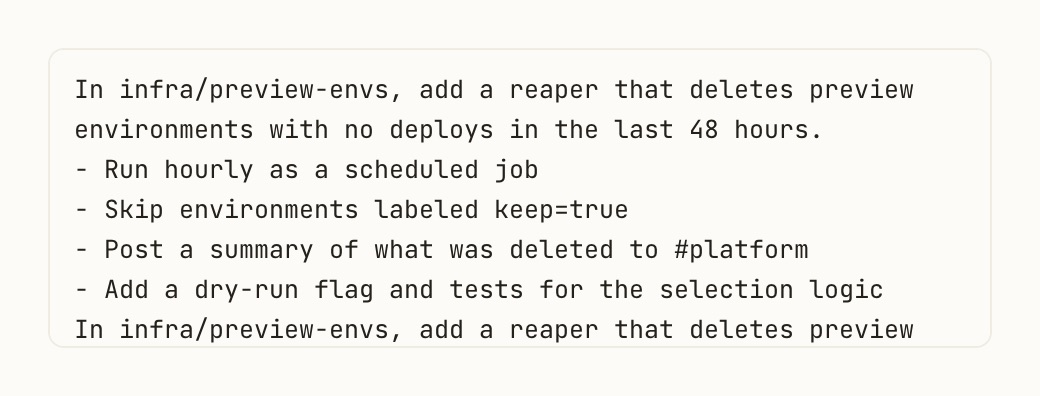 In infra/preview-envs, add a reaper that deletes preview
environments with no deploys in the last 48 hours.
- Run hourly as a scheduled job
- Skip environments labeled keep=true
- Post a summary of what was deleted to #platform
- Add a dry-run flag and tests for the selection logic
In infra/preview-envs, add a reaper that deletes preview